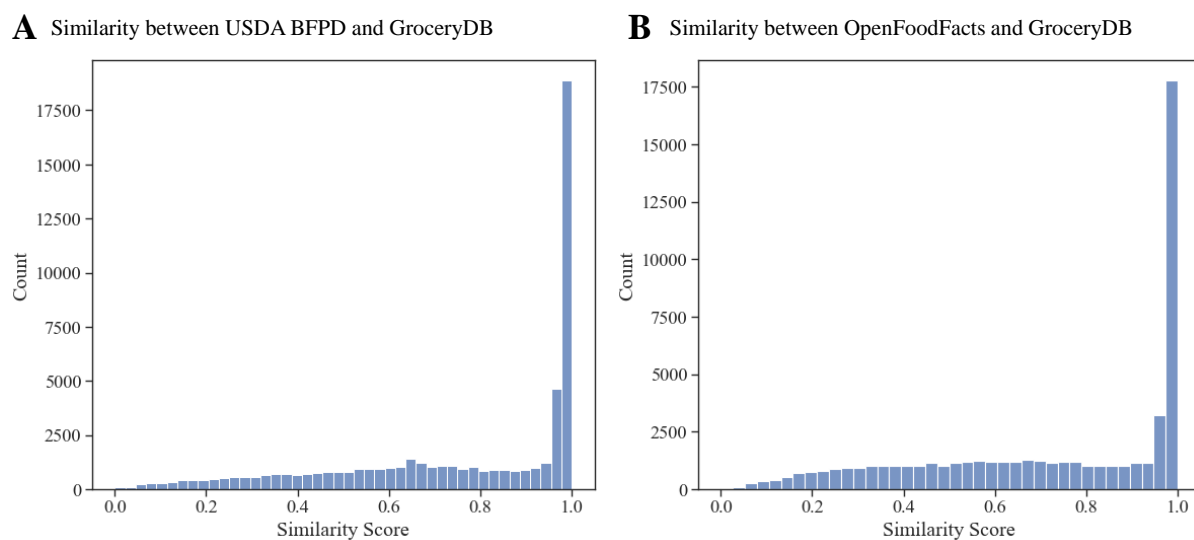 A Similarity between USDA BFPD and GroceryDB
17500
15000
12500
10000
7500
5000
2500
0
Count
0.0 0.2 0.4 0.6 0.8 1.0
Similarity Score
B Similarity between OpenFoodFacts and GroceryDB
17500
15000
12500
10000
7500
5000
2500
0
Count
0.0 0.2 0.4 0.6 0.8 1.0
Similarity Score